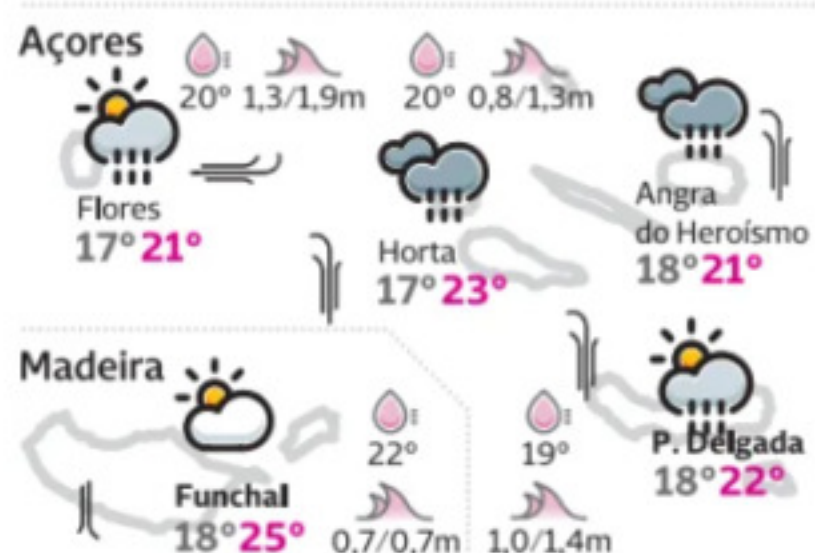 Açores
20° 1,3/1,9m
20° 0,8/1,3m
Flores
17° 21°
Horta
17° 23°
Angra
do Heroísmo
18° 21°
Madeira
22°
0,7/0,7m
Funchal
18° 25°
19°
1,0/1,4m
P. Delgada
18° 22°